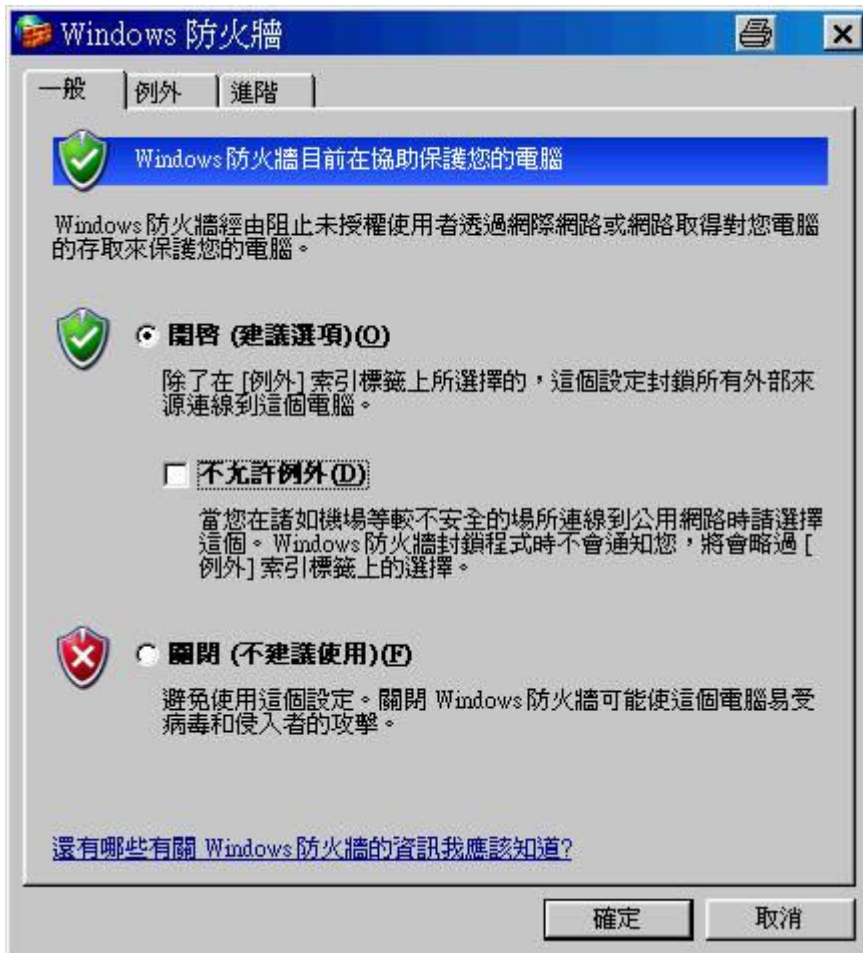 Windows 防火牆
一般
例外
進階
Windows 防火牆目前在協助保護您的電腦
Windows 防火牆經由阻止未授權使用者透過網際網路或網路取得對您電腦
的存取來保護您的電腦。
開啓 (建議選項)(O)
除了在 [例外] 索引標籤上所選擇的，這個設定封鎖所有外部來
源連線到這個電腦。
不允許例外(D)
當您在諸如機場等較不安全的場所連線到公用網路時請選擇
這個。Windows 防火牆封鎖程式時不會通知您，將會略過 [
例外] 索引標籤上的選擇。
關閉 (不建議使用)(F)
避免使用這個設定。關閉 Windows 防火牆可能使這個電腦易受
病毒和侵入者的攻擊。
還有哪些有關 Windows 防火牆的資訊我應該知道?
確定
取消